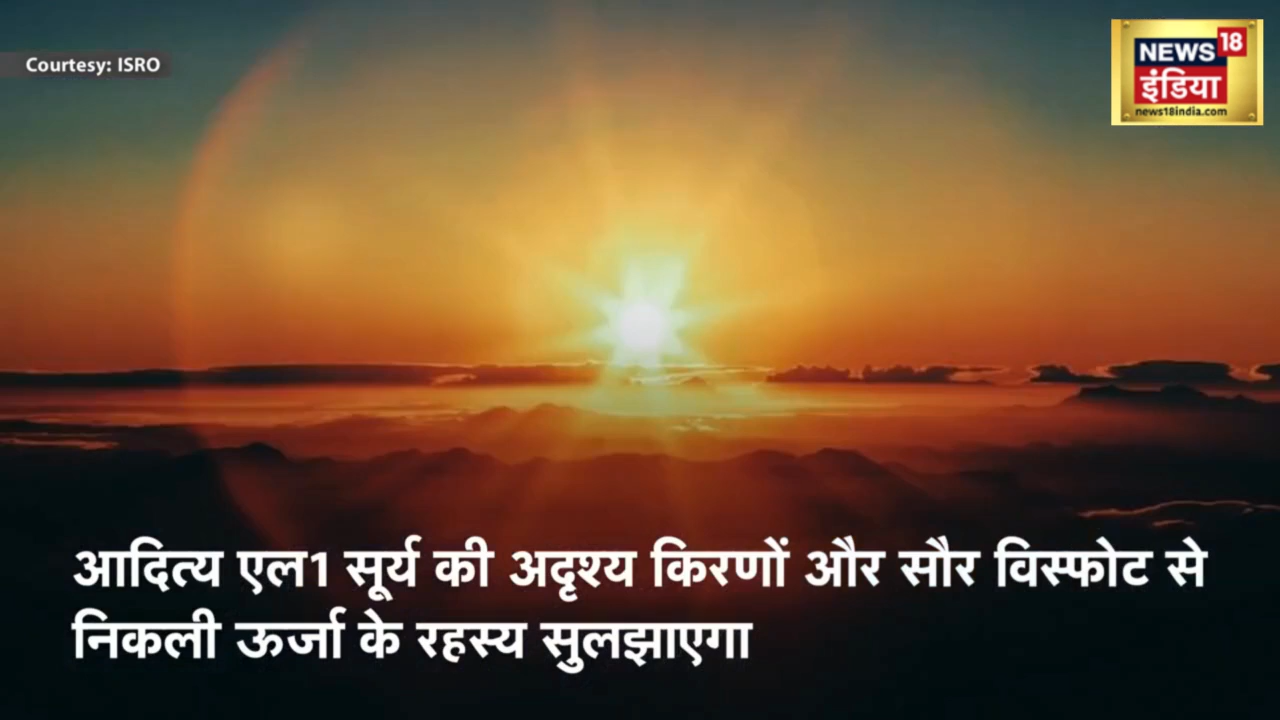 Courtesy: ISRO
NEWS 18
इंडिया
news18india.com
आदित्य एल1 सूर्य की अदृश्य किरणों और सौर विस्फोट से
निकली ऊर्जा के रहस्य सुलझाएगा